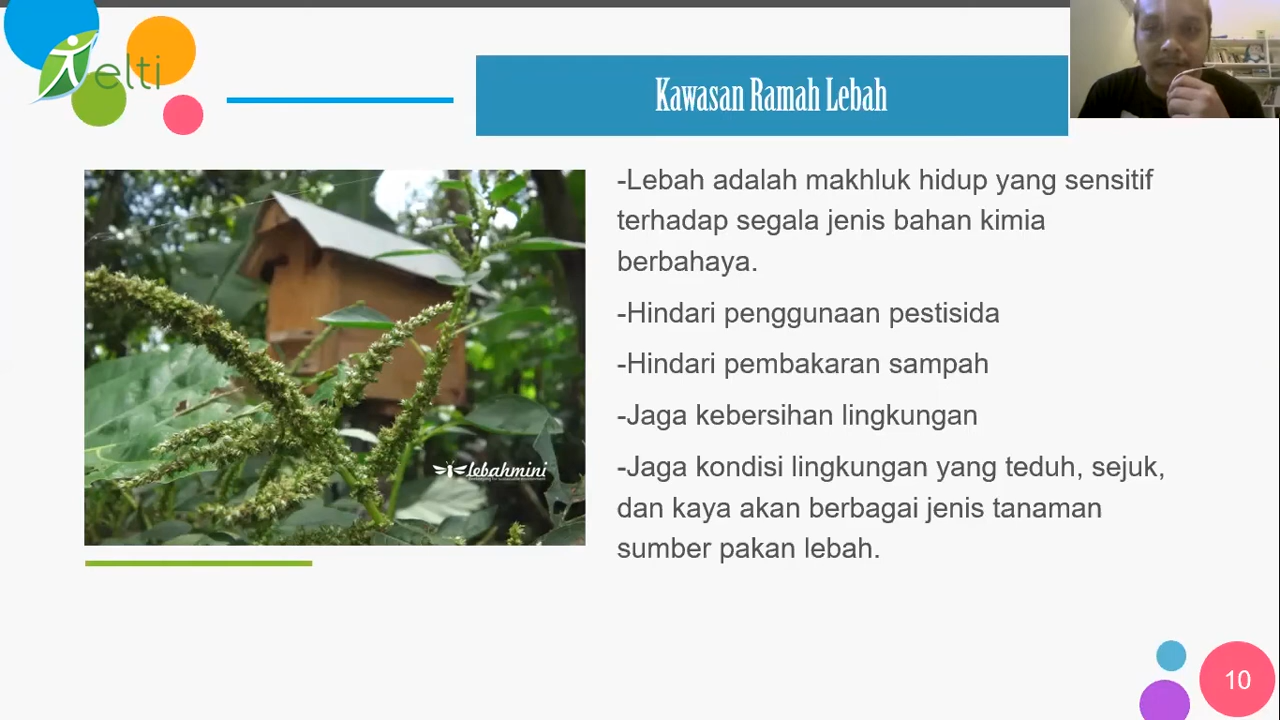 elti
Kawasan Ramah Lebah
-Lebah adalah makhluk hidup yang sensitif
terhadap segala jenis bahan kimia
berbahaya.
-Hindari penggunaan pestisida
-Hindari pembakaran sampah
-Jaga kebersihan lingkungan
-Jaga kondisi lingkungan yang teduh, sejuk,
dan kaya akan berbagai jenis tanaman
sumber pakan lebah.
lebahmini
10